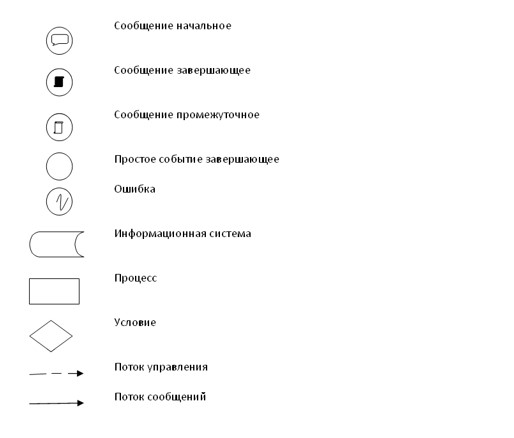 Сообщение начальное
Сообщение завершающее
Сообщение промежуточное
Простое событие завершающее
Ошибка
Информационная система
Процесс
Условие
Поток управления
Поток сообщений